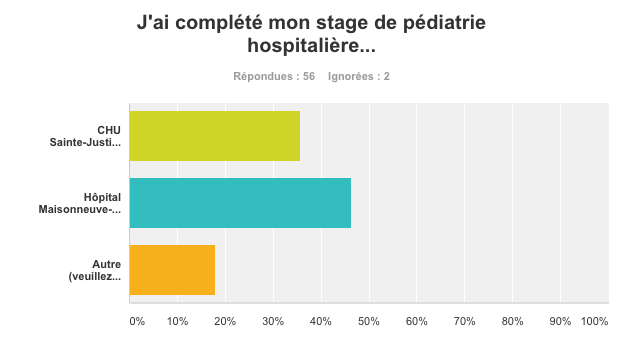 J'ai complété mon stage de pédiatrie
hospitalière...
Répondues : 56 Ignorées : 2
CHU
Sainte-Justi...
Hôpital
Maisonneuve-...
Autre
(veuillez...
0% 10% 20% 30% 40% 50% 60% 70% 80% 90% 100%